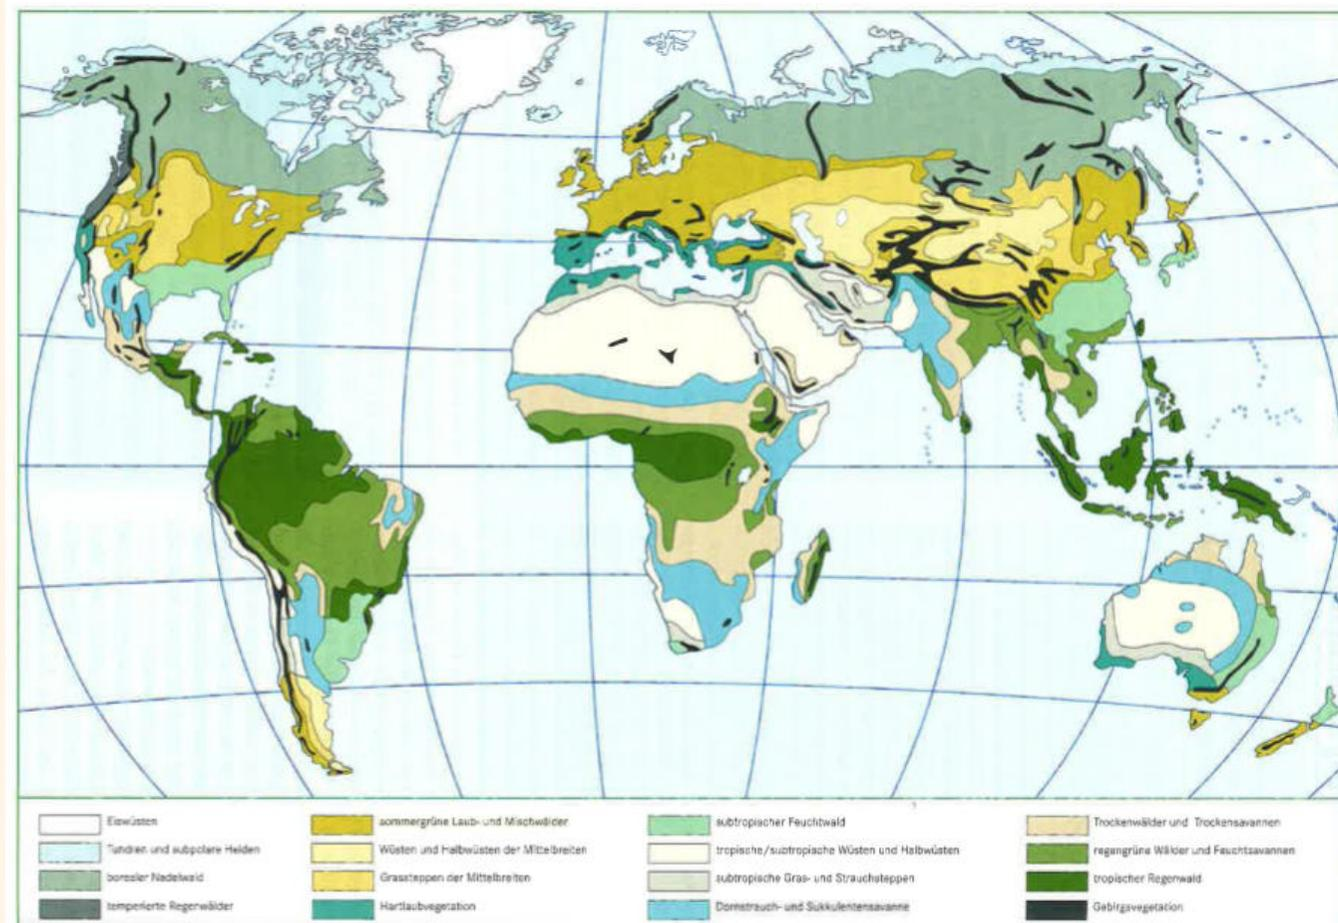 Eiswüsten
Tundren und subpolare Heiden
borealer Nadelwald
temperierte Regenwälder
sommergrüne Laub- und Mischwälder
Wüsten und Halbwüsten der Mittelbreiten
Grassteppen der Mittelbreiten
Hartlaubvegetation
subtropischer Feuchtwald
tropische/subtropische Wüsten und Halbwüsten
subtropische Gras- und Strauchsteppen
Dornstrauch- und Sukkulentensavanne
Trockenwälder und Trockensavannen
regengrüne Wälder und Feuchtsavannen
tropischer Regenwald
Gebirgsvegetation